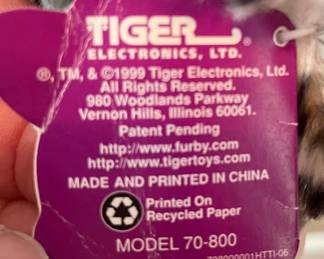 TIGER®
ELECTRONICS, LTD.
®, TM, & ©1999 Tiger Electronics, Ltd.
All Rights Reserved.
980 Woodlands Parkway
Vernon Hills, Illinois 60061.
Patent Pending
http://www.furby.com
http://www.tigertoys.com
MADE AND PRINTED IN CHINA
Printed On
Recycled Paper
MODEL 70-800